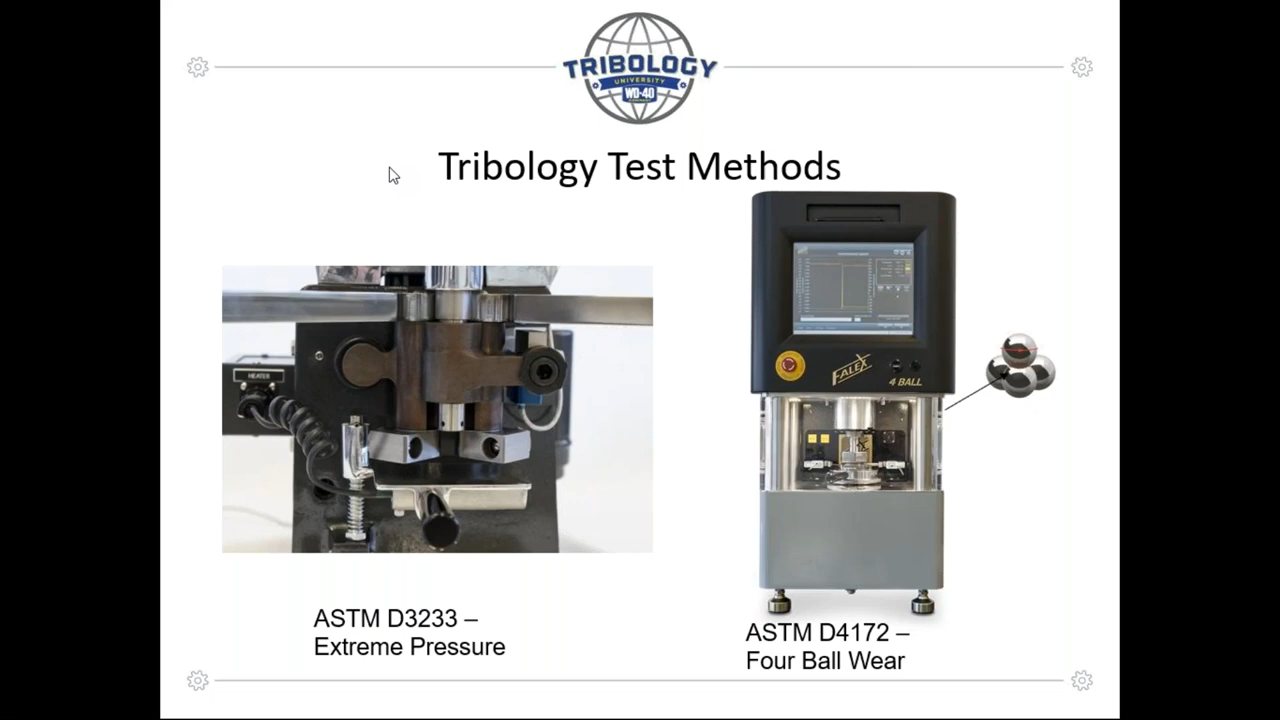 TRIBOLOGY
UNIVERSITY
WD-40
Tribology Test Methods
HEATER
FALEX
4 BALL
ASTM D3233 –
Extreme Pressure
ASTM D4172 –
Four Ball Wear